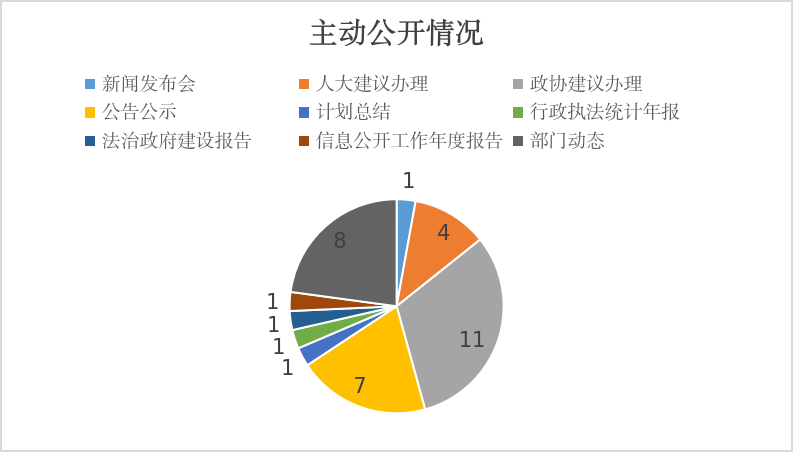 主动公开情况
新闻发布会 人大建议办理 政协建议办理
公告公示 计划总结 行政执法统计年报
法治政府建设报告 信息公开工作年度报告 部门动态
1
4
8
1
1
11
1
1
7